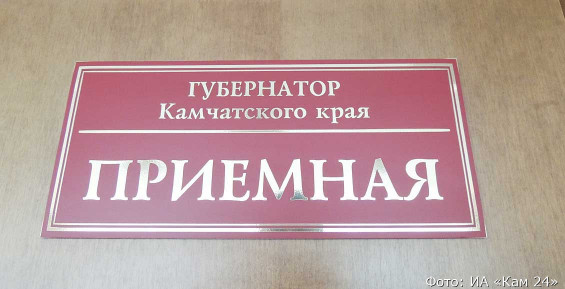 ГУБЕРНАТОР
Камчатского края
ПРИЕМНАЯ
Фото: ИА «Кам 24»